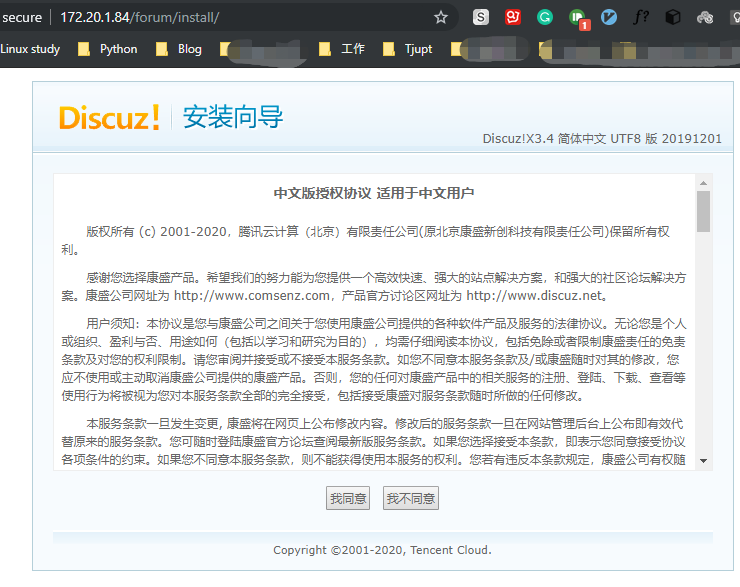 secure 172.20.1.84/forum/install/
Linux study Python Blog 工作 Tjupt
Discuz! 安装向导
Discuz!X3.4 简体中文 UTF8 版 20191201
中文版授权协议 适用于中文用户
版权所有 (c) 2001-2020，腾讯云计算（北京）有限责任公司(原北京康盛新创科技有限责任公司)保留所有权
利。
感谢您选择康盛产品。希望我们的努力能为您提供一个高效快速、强大的站点解决方案，和强大的社区论坛解决方
案。康盛公司网址为 http://www.comsenz.com，产品官方讨论区网址为 http://www.discuz.net。
用户须知：本协议是您与康盛公司之间关于您使用康盛公司提供的各种软件产品及服务的法律协议。无论您是个人
或组织、盈利与否、用途如何（包括以学习和研究为目的），均需仔细阅读本协议，包括免除或者限制康盛责任的免责
条款及对您的权利限制。请您审阅并接受或不接受本服务条款。如您不同意本服务条款及/或康盛随时对其的修改，您
应不使用或主动取消康盛公司提供的康盛产品。否则，您的任何对康盛产品中的相关服务的注册、登陆、下载、查看等
使用行为将被视为您对本服务条款全部的完全接受，包括接受康盛对服务条款随时所做的任何修改。
本服务条款一旦发生变更, 康盛将在网页上公布修改内容。修改后的服务条款一旦在网站管理后台上公布即有效代
替原来的服务条款。您可随时登陆康盛官方论坛查阅最新版服务条款。如果您选择接受本条款，即表示您同意接受协议
各项条件的约束。如果您不同意本服务条款，则不能获得使用本服务的权利。您若有违反本条款规定，康盛公司有权随
我同意 我不同意
Copyright ©2001-2020, Tencent Cloud.